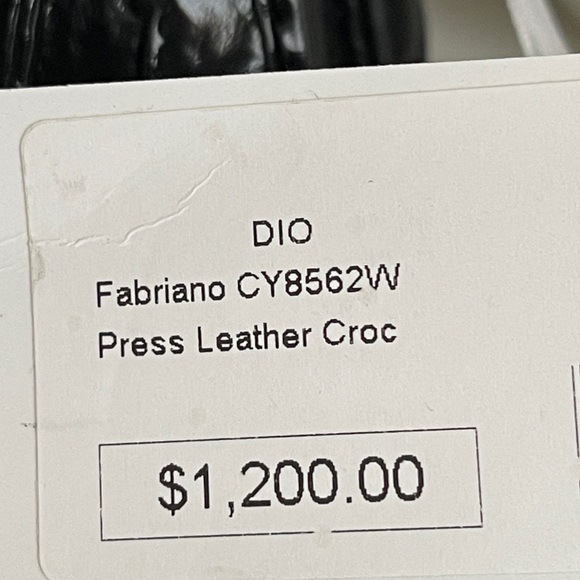 DIO
Fabriano CY8562W
Press Leather Croc
$1,200.00